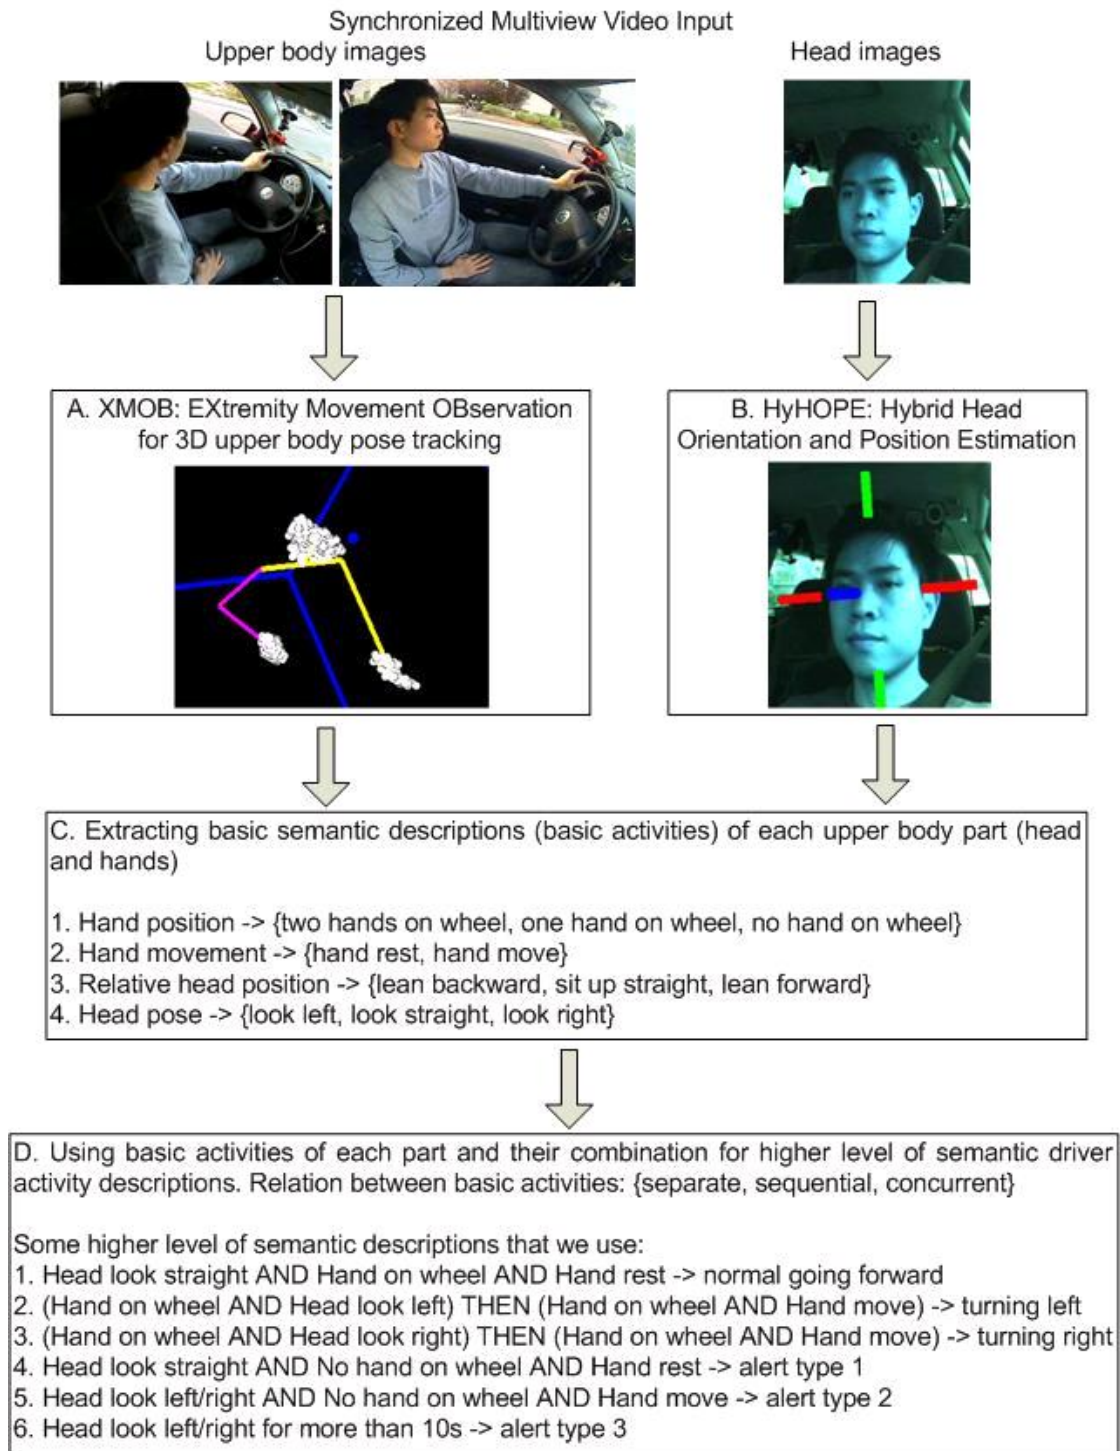 Synchronized Multiview Video Input
Upper body images
Head images
A. XMOB: EXtremity Movement OBservation
for 3D upper body pose tracking
B. HyHOPE: Hybrid Head
Orientation and Position Estimation
C. Extracting basic semantic descriptions (basic activities) of each upper body part (head
and hands)
1. Hand position -> {two hands on wheel, one hand on wheel, no hand on wheel}
2. Hand movement -> {hand rest, hand move}
3. Relative head position -> {lean backward, sit up straight, lean forward}
4. Head pose -> {look left, look straight, look right}
D. Using basic activities of each part and their combination for higher level of semantic driver
activity descriptions. Relation between basic activities: {separate, sequential, concurrent}
Some higher level of semantic descriptions that we use:
1. Head look straight AND Hand on wheel AND Hand rest -> normal going forward
2. (Hand on wheel AND Head look left) THEN (Hand on wheel AND Hand move) -> turning left
3. (Hand on wheel AND Head look right) THEN (Hand on wheel AND Hand move) -> turning right
4. Head look straight AND No hand on wheel AND Hand rest -> alert type 1
5. Head look left/right AND No hand on wheel AND Hand move -> alert type 2
6. Head look left/right for more than 10s -> alert type 3